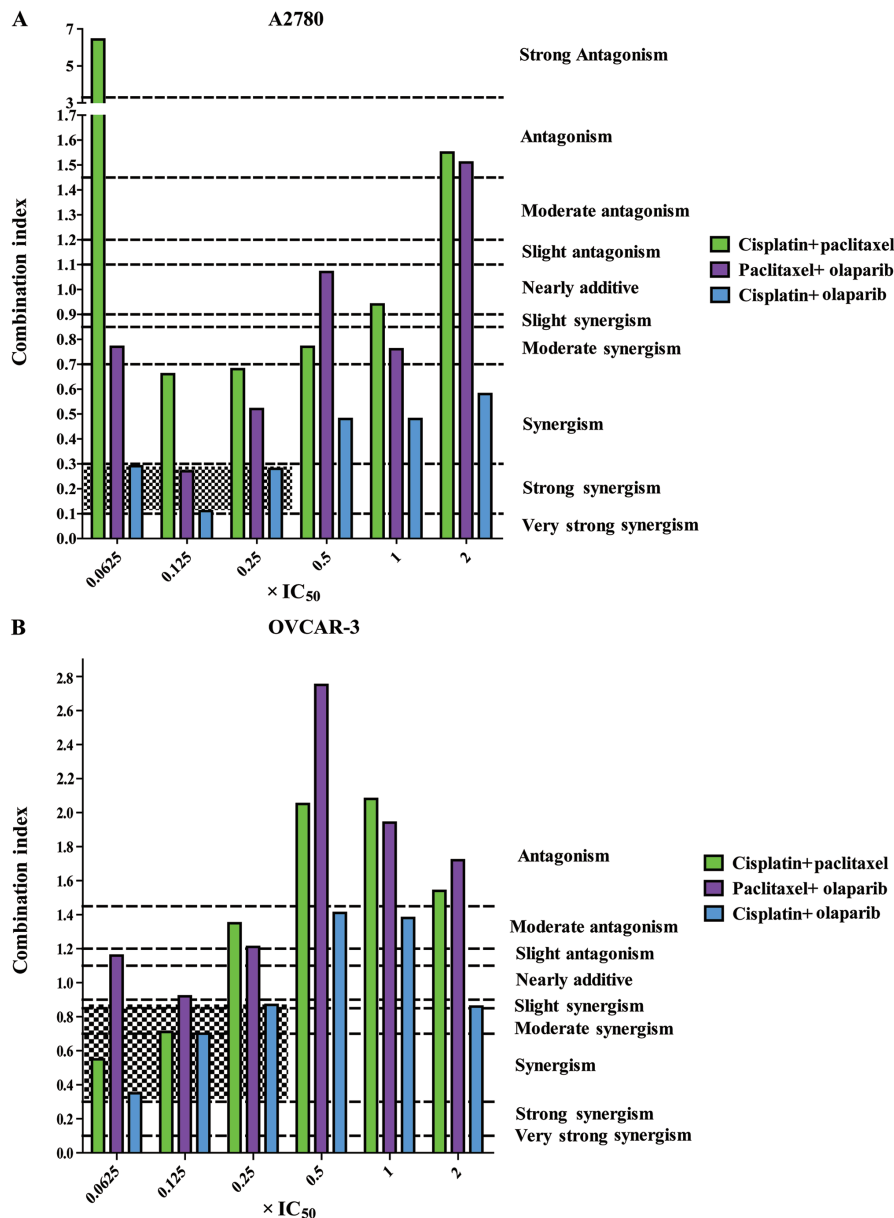 A
A2780
Combination index
7
5
3
1.7
1.6
1.5
1.4
1.3
1.2
1.1
1.0
0.9
0.8
0.7
0.6
0.5
0.4
0.3
0.2
0.1
0.0
Strong Antagonism
Antagonism
Moderate antagonism
Slight antagonism
Nearly additive
Slight synergism
Moderate synergism
Synergism
Strong synergism
Very strong synergism
Cisplatin+paclitaxel
Paclitaxel+ olaparib
Cisplatin+ olaparib
0.0625 0.125 0.25 0.5 1 2
× IC50
B
OVCAR-3
Combination index
2.8
2.6
2.4
2.2
2.0
1.8
1.6
1.4
1.2
1.0
0.8
0.6
0.4
0.2
0.0
Antagonism
Moderate antagonism
Slight antagonism
Nearly additive
Slight synergism
Moderate synergism
Synergism
Strong synergism
Very strong synergism
Cisplatin+paclitaxel
Paclitaxel+ olaparib
Cisplatin+ olaparib
0.0625 0.125 0.25 0.5 1 2
× IC50